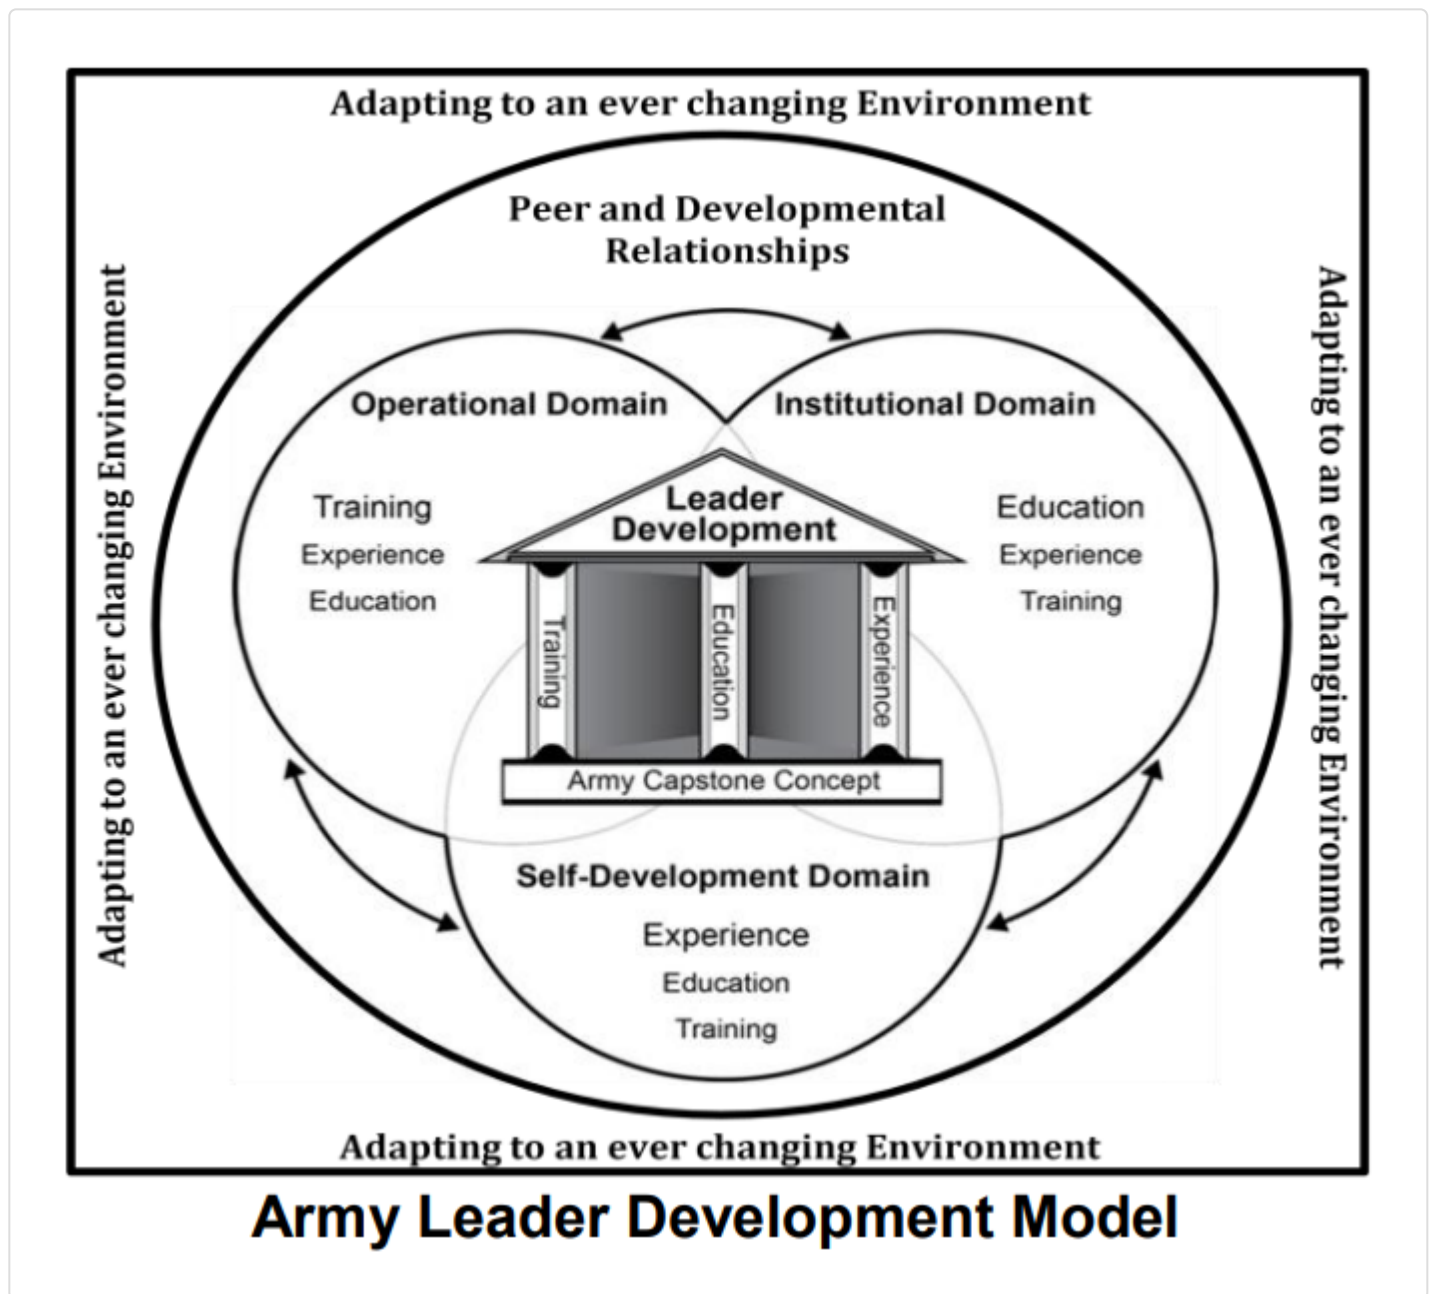 Adapting to an ever changing Environment
Peer and Developmental
Relationships
Adapting to an ever changing Environment
Adapting to an ever changing Environment
Operational Domain
Institutional Domain
Training
Experience
Education
Leader
Development
Education
Experience
Training
Training
Education
Experience
Army Capstone Concept
Self-Development Domain
Experience
Education
Training
Adapting to an ever changing Environment
Army Leader Development Model